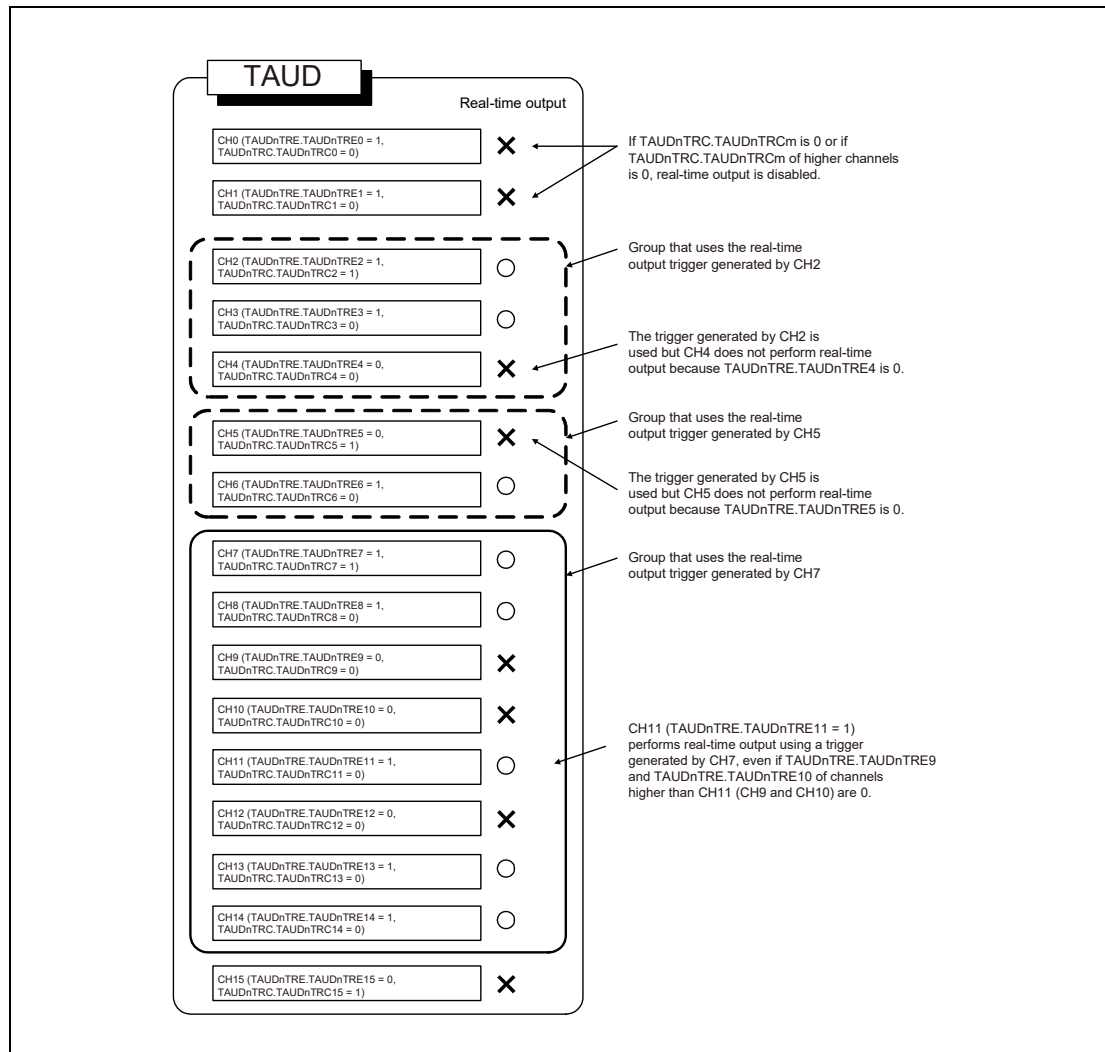 TAUD
Real-time output
CH0 (TAUDnTRE.TAUDnTRE0 = 1,
TAUDnTRC.TAUDnTRC0 = 0)
If TAUDnTRC.TAUDnTRCm is 0 or if
TAUDnTRC.TAUDnTRCm of higher channels
is 0, real-time output is disabled.
CH1 (TAUDnTRE.TAUDnTRE1 = 1,
TAUDnTRC.TAUDnTRC1 = 0)
Group that uses the real-time
output trigger generated by CH2
CH2 (TAUDnTRE.TAUDnTRE2 = 1,
TAUDnTRC.TAUDnTRC2 = 1)
CH3 (TAUDnTRE.TAUDnTRE3 = 1,
TAUDnTRC.TAUDnTRC3 = 0)
The trigger generated by CH2 is
used but CH4 does not perform real-time
output because TAUDnTRE.TAUDnTRE4 is 0.
CH4 (TAUDnTRE.TAUDnTRE4 = 0,
TAUDnTRC.TAUDnTRC4 = 0)
Group that uses the real-time
output trigger generated by CH5
CH5 (TAUDnTRE.TAUDnTRE5 = 0,
TAUDnTRC.TAUDnTRC5 = 1)
The trigger generated by CH5 is
used but CH5 does not perform real-time
output because TAUDnTRE.TAUDnTRE5 is 0.
CH6 (TAUDnTRE.TAUDnTRE6 = 1,
TAUDnTRC.TAUDnTRC6 = 0)
CH7 (TAUDnTRE.TAUDnTRE7 = 1,
TAUDnTRC.TAUDnTRC7 = 1)
Group that uses the real-time
output trigger generated by CH7
CH8 (TAUDnTRE.TAUDnTRE8 = 1,
TAUDnTRC.TAUDnTRC8 = 0)
CH9 (TAUDnTRE.TAUDnTRE9 = 0,
TAUDnTRC.TAUDnTRC9 = 0)
CH10 (TAUDnTRE.TAUDnTRE10 = 0,
TAUDnTRC.TAUDnTRC10 = 0)
CH11 (TAUDnTRE.TAUDnTRE11 = 1)
performs real-time output using a trigger
generated by CH7, even if TAUDnTRE.TAUDnTRE9
and TAUDnTRE.TAUDnTRE10 of channels
higher than CH11 (CH9 and CH10) are 0.
CH11 (TAUDnTRE.TAUDnTRE11 = 1,
TAUDnTRC.TAUDnTRC11 = 0)
CH12 (TAUDnTRE.TAUDnTRE12 = 0,
TAUDnTRC.TAUDnTRC12 = 0)
CH13 (TAUDnTRE.TAUDnTRE13 = 1,
TAUDnTRC.TAUDnTRC13 = 0)
CH14 (TAUDnTRE.TAUDnTRE14 = 1,
TAUDnTRC.TAUDnTRC14 = 0)
CH15 (TAUDnTRE.TAUDnTRE15 = 0,
TAUDnTRC.TAUDnTRC15 = 1)